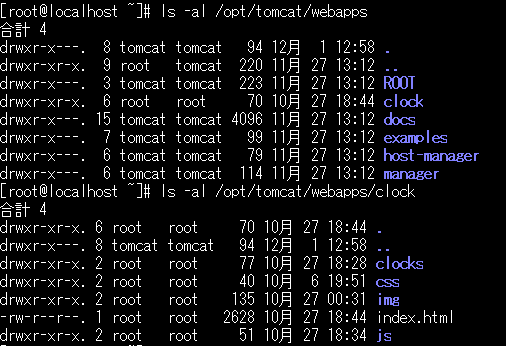 [root@localhost ~]# ls -al /opt/tomcat/webapps
合計 4
drwxr-x---. 8 tomcat tomcat 94 12月 1 12:58 .
drwxr-xr-x. 9 root root 220 11月 27 13:12 ..
drwxr-x---. 3 tomcat tomcat 223 11月 27 13:12 ROOT
drwxr-xr-x. 6 root root 70 10月 27 18:44 clock
drwxr-x---. 15 tomcat tomcat 4096 11月 27 13:12 docs
drwxr-x---. 7 tomcat tomcat 99 11月 27 13:12 examples
drwxr-x---. 6 tomcat tomcat 79 11月 27 13:12 host-manager
drwxr-x---. 6 tomcat tomcat 114 11月 27 13:12 manager
[root@localhost ~]# ls -al /opt/tomcat/webapps/clock
合計 4
drwxr-xr-x. 6 root root 70 10月 27 18:44 .
drwxr-x---. 8 tomcat tomcat 94 12月 1 12:58 ..
drwxr-xr-x. 2 root root 77 10月 27 18:28 clocks
drwxr-xr-x. 2 root root 40 10月 6 19:51 css
drwxr-xr-x. 2 root root 135 10月 27 00:31 img
-rw-r--r--. 1 root root 2628 10月 27 18:44 index.html
drwxr-xr-x. 2 root root 51 10月 27 18:34 js